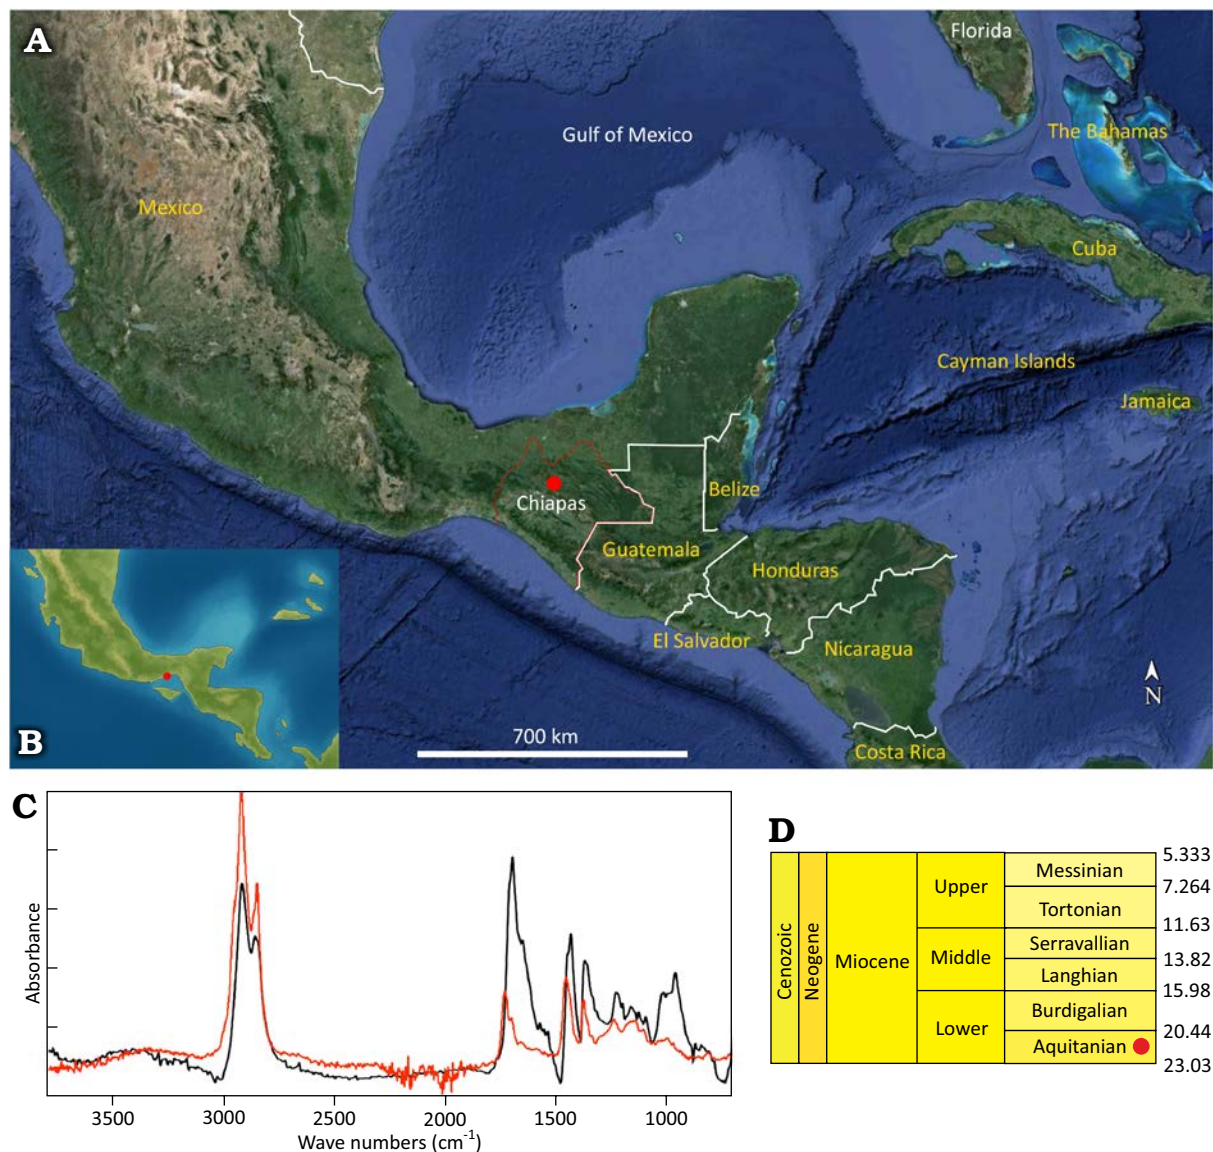 A
Florida
Gulf of Mexico
The Bahamas
Mexico
Cuba
Cayman Islands
Jamaica
Chiapas
Belize
Guatemala
Honduras
El Salvador
Nicaragua
N
B
700 km
Costa Rica
C
Absorbance
3500 3000 2500 2000 1500 1000
Wave numbers (cm-1)
D
Cenozoic
Neogene
Miocene
Upper
Middle
Lower
Messinian
Tortonian
Serravallian
Langhian
Burdigalian
Aquitanian
5.333
7.264
11.63
13.82
15.98
20.44
23.03